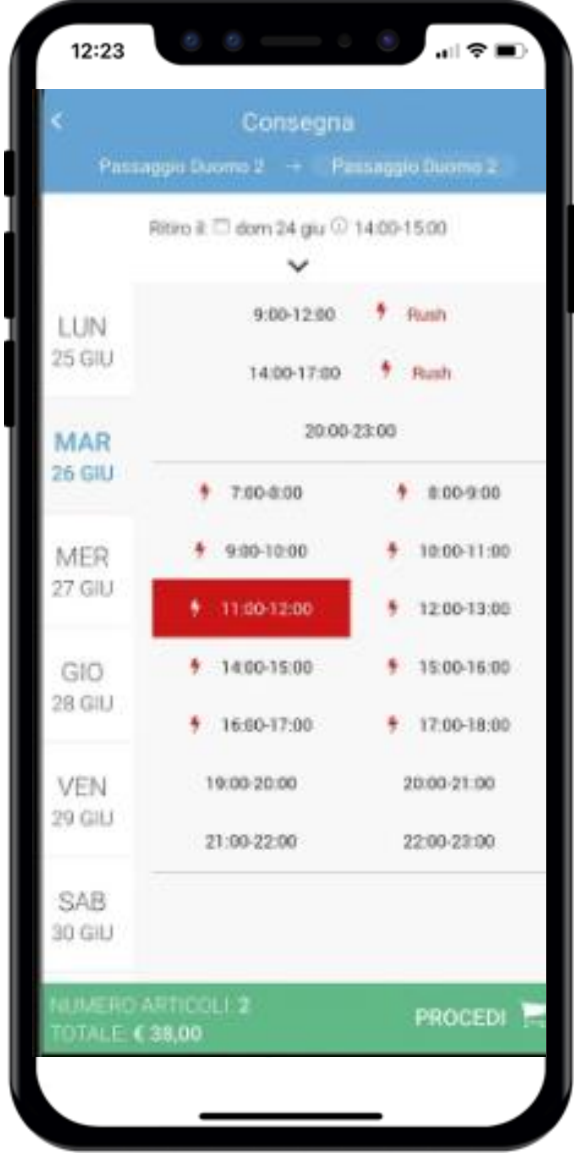 12:23
Consegna
Passaggio Duomo 2 → Passaggio Duomo 2
Ritiro il: dom 24 giu 14:00-15:00
LUN
25 GIU
9:00-12:00 Rush
14:00-17:00 Rush
20:00-23:00
MAR
26 GIU
7:00-8:00 8:00-9:00
9:00-10:00 10:00-11:00
MER
27 GIU
11:00-12:00 12:00-13:00
GIO
28 GIU
14:00-15:00 15:00-16:00
16:00-17:00 17:00-18:00
VEN
29 GIU
19:00-20:00 20:00-21:00
21:00-22:00 22:00-23:00
SAB
30 GIU
NUMERO ARTICOLI: 2
TOTALE: € 38,00
PROCEDI